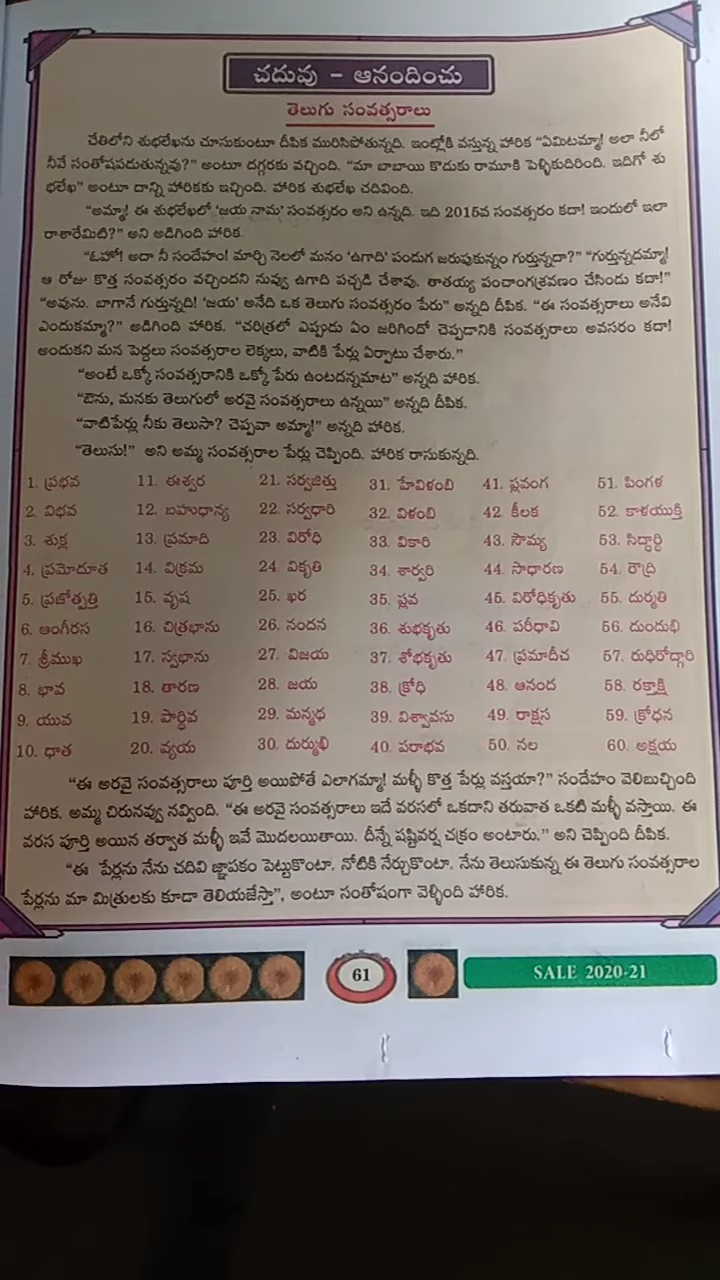 చదువు - ఆనందించు
తెలుగు సంవత్సరాలు
చేతిలోని శుభలేఖను చూసుకుంటూ దీపిక మురిసిపోతున్నది. ఇంట్లోకి వస్తున్న హారిక "ఏమిటమ్మా! అలా నీలో
నీవే సంతోషపడుతున్నవు?" అంటూ దగ్గరకు వచ్చింది. "మా బాబాయి కొడుకు రామూకి పెళ్ళికుదిరింది. ఇదిగో శు
భలేఖ" అంటూ దాన్ని హారికకు ఇచ్చింది. హారిక శుభలేఖ చదివింది.
"అమ్మా! ఈ శుభలేఖలో 'జయ నామ' సంవత్సరం అని ఉన్నది. ఇది 2015వ సంవత్సరం కదా! ఇందులో ఇలా
రాశారేమిటి?" అని అడిగింది హారిక.
"ఓహో! అదా నీ సందేహం! మార్చి నెలలో మనం 'ఉగాది' పండుగ జరుపుకున్నం గుర్తున్నదా?" "గుర్తున్నదమ్మా!
ఆ రోజు కొత్త సంవత్సరం వచ్చిందని నువ్వు ఉగాది పచ్చడి చేశావు. తాతయ్య పంచాంగశ్రవణం చేసిండు కదా!"
"అవును. బాగానే గుర్తున్నది! 'జయ' అనేది ఒక తెలుగు సంవత్సరం పేరు" అన్నది దీపిక. "ఈ సంవత్సరాలు అనేవి
ఎందుకమ్మా?" అడిగింది హారిక. "చరిత్రలో ఎప్పుడు ఏం జరిగిందో చెప్పడానికి సంవత్సరాలు అవసరం కదా!
అందుకని మన పెద్దలు సంవత్సరాల లెక్కలు, వాటికి పేర్లు ఏర్పాటు చేశారు."
"అంటే ఒక్కో సంవత్సరానికి ఒక్కో పేరు ఉంటదన్నమాట" అన్నది హారిక.
"ఔను, మనకు తెలుగులో అరవై సంవత్సరాలు ఉన్నయి" అన్నది దీపిక.
"వాటిపేర్లు నీకు తెలుసా? చెప్పవా అమ్మా!" అన్నది హారిక.
"తెలుసు!" అని అమ్మ సంవత్సరాల పేర్లు చెప్పింది. హారిక రాసుకున్నది.
1. ప్రభవ 11. ఈశ్వర 21. సర్వజిత్తు 31. హేవిళంబి 41. ప్లవంగ 51. పింగళ
2. విభవ 12. బహుధాన్య 22. సర్వధారి 32. విళంబి 42. కీలక 52. కాళయుక్తి
3. శుక్ల 13. ప్రమాది 23. విరోధి 33. వికారి 43. సౌమ్య 53. సిద్ధార్థి
4. ప్రమోదూత 14. విక్రమ 24. వికృతి 34. శార్వరి 44. సాధారణ 54. రౌద్రి
5. ప్రజోత్పత్తి 15. వృష 25. ఖర 35. ప్లవ 45. విరోధికృతు 55. దుర్మతి
6. ఆంగీరస 16. చిత్రభాను 26. నందన 36. శుభకృతు 46. పరీధావి 56. దుందుభి
7. శ్రీముఖ 17. స్వభాను 27. విజయ 37. శోభకృతు 47. ప్రమాదీచ 57. రుధిరోద్గారి
8. భావ 18. తారణ 28. జయ 38. క్రోధి 48. ఆనంద 58. రక్తాక్షి
9. యువ 19. పార్థివ 29. మన్మథ 39. విశ్వావసు 49. రాక్షస 59. క్రోధన
10. ధాత 20. వ్యయ 30. దుర్ముఖి 40. పరాభవ 50. నల 60. అక్షయ
"ఈ అరవై సంవత్సరాలు పూర్తి అయిపోతే ఎలాగమ్మా! మళ్ళీ కొత్త పేర్లు వస్తయా?" సందేహం వెలిబుచ్చింది
హారిక. అమ్మ చిరునవ్వు నవ్వింది. "ఈ అరవై సంవత్సరాలు ఇదే వరసలో ఒకదాని తరువాత ఒకటి మళ్ళీ వస్తాయి. ఈ
వరస పూర్తి అయిన తర్వాత మళ్ళీ ఇవే మొదలయితాయి. దీన్నే షష్టివర్ష చక్రం అంటారు." అని చెప్పింది దీపిక.
"ఈ పేర్లను నేను చదివి జ్ఞాపకం పెట్టుకొంటా. నోటికి నేర్చుకొంటా. నేను తెలుసుకున్న ఈ తెలుగు సంవత్సరాల
పేర్లను మా మిత్రులకు కూడా తెలియజేస్తా", అంటూ సంతోషంగా వెళ్ళింది హారిక.
61
SALE 2020-21